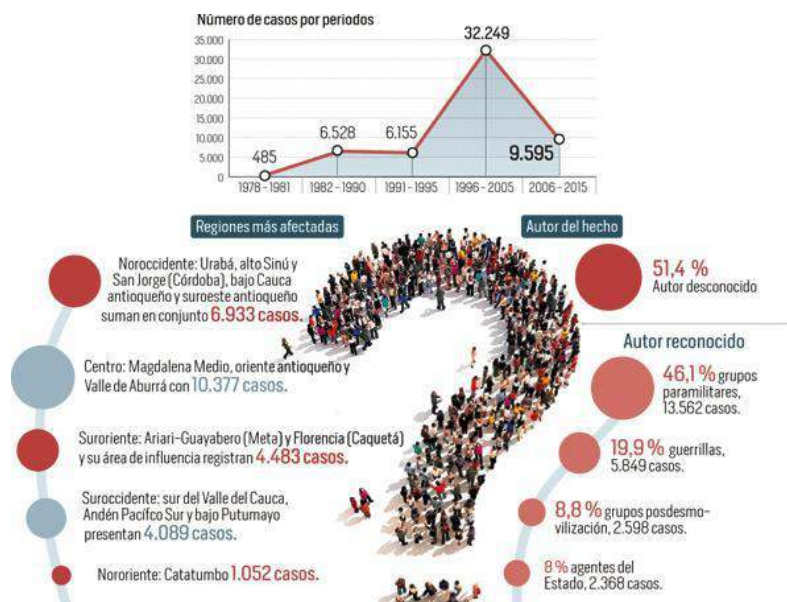 Número de casos por periodos
35.000
30.000
25.000
20.000
15.000
10.000
5.000
0
485
6.528
6.155
32.249
9.595
1978 - 1981
1982 - 1990
1991 - 1995
1996 - 2005
2006 - 2015
Regiones más afectadas
Noroccidente: Urabá, alto Sinú y
San Jorge (Córdoba), bajo Cauca
antioqueño y suroeste antioqueño
suman en conjunto 6.933 casos.
Centro: Magdalena Medio, oriente antioqueño y
Valle de Aburrá con 10.377 casos.
Suroriente: Ariari-Guayabero (Meta) y Florencia (Caquetá)
y su área de influencia registran 4.483 casos.
Suroccidente: sur del Valle del Cauca,
Andén Pacífco Sur y bajo Putumayo
presentan 4.089 casos.
Nororiente: Catatumbo 1.052 casos.
Autor del hecho
51,4 %
Autor desconocido
Autor reconocido
46,1 % grupos
paramilitares,
13.562 casos.
19,9 % guerrillas,
5.849 casos.
8,8 % grupos posdesmo-
vilización, 2.598 casos.
8 % agentes del
Estado, 2.368 casos.